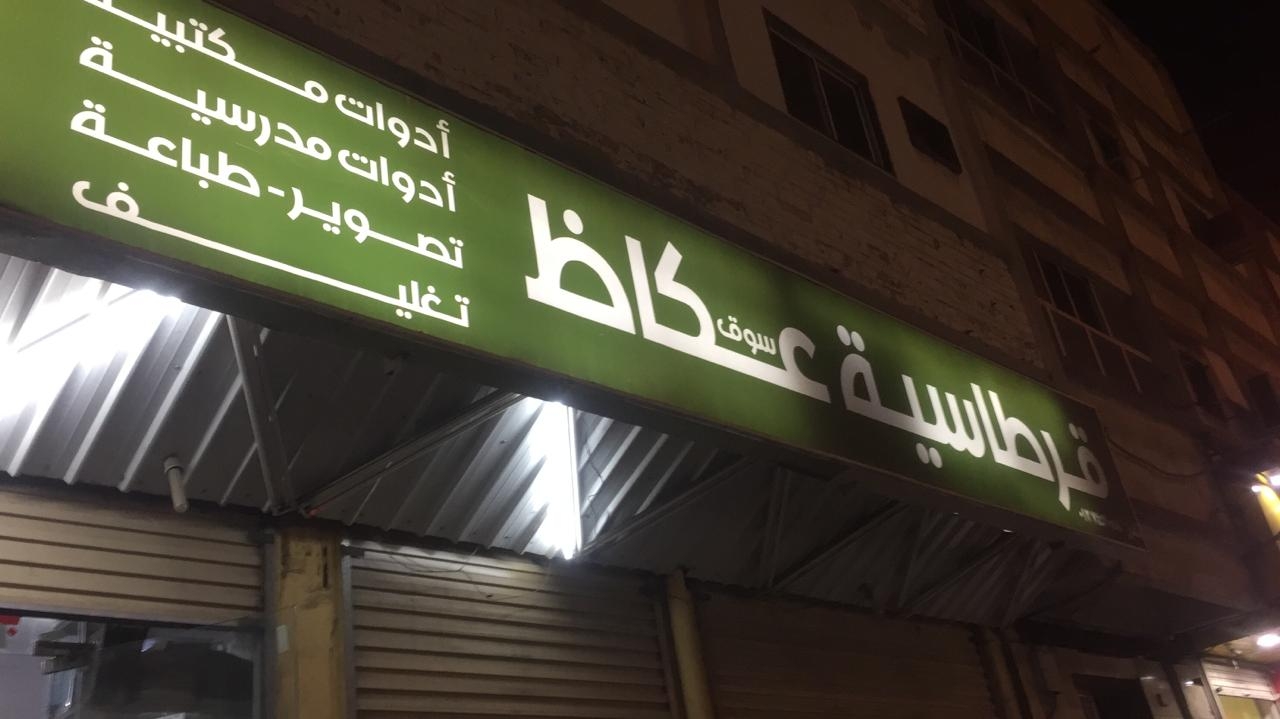 قرطاسية سوق عكاظ
أدوات مكتبية
أدوات مدرسية
تصوير - طباعة
تغليف